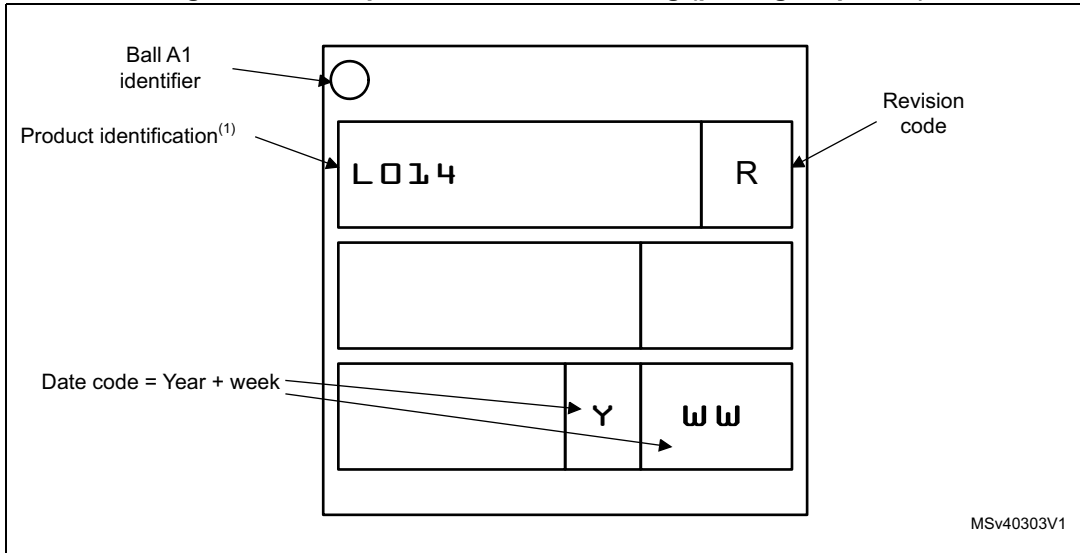 Ball A1
identifier
Product identification(1)
Revision
code
L014
R
Date code = Year + week
Y
WW
MSv40303V1